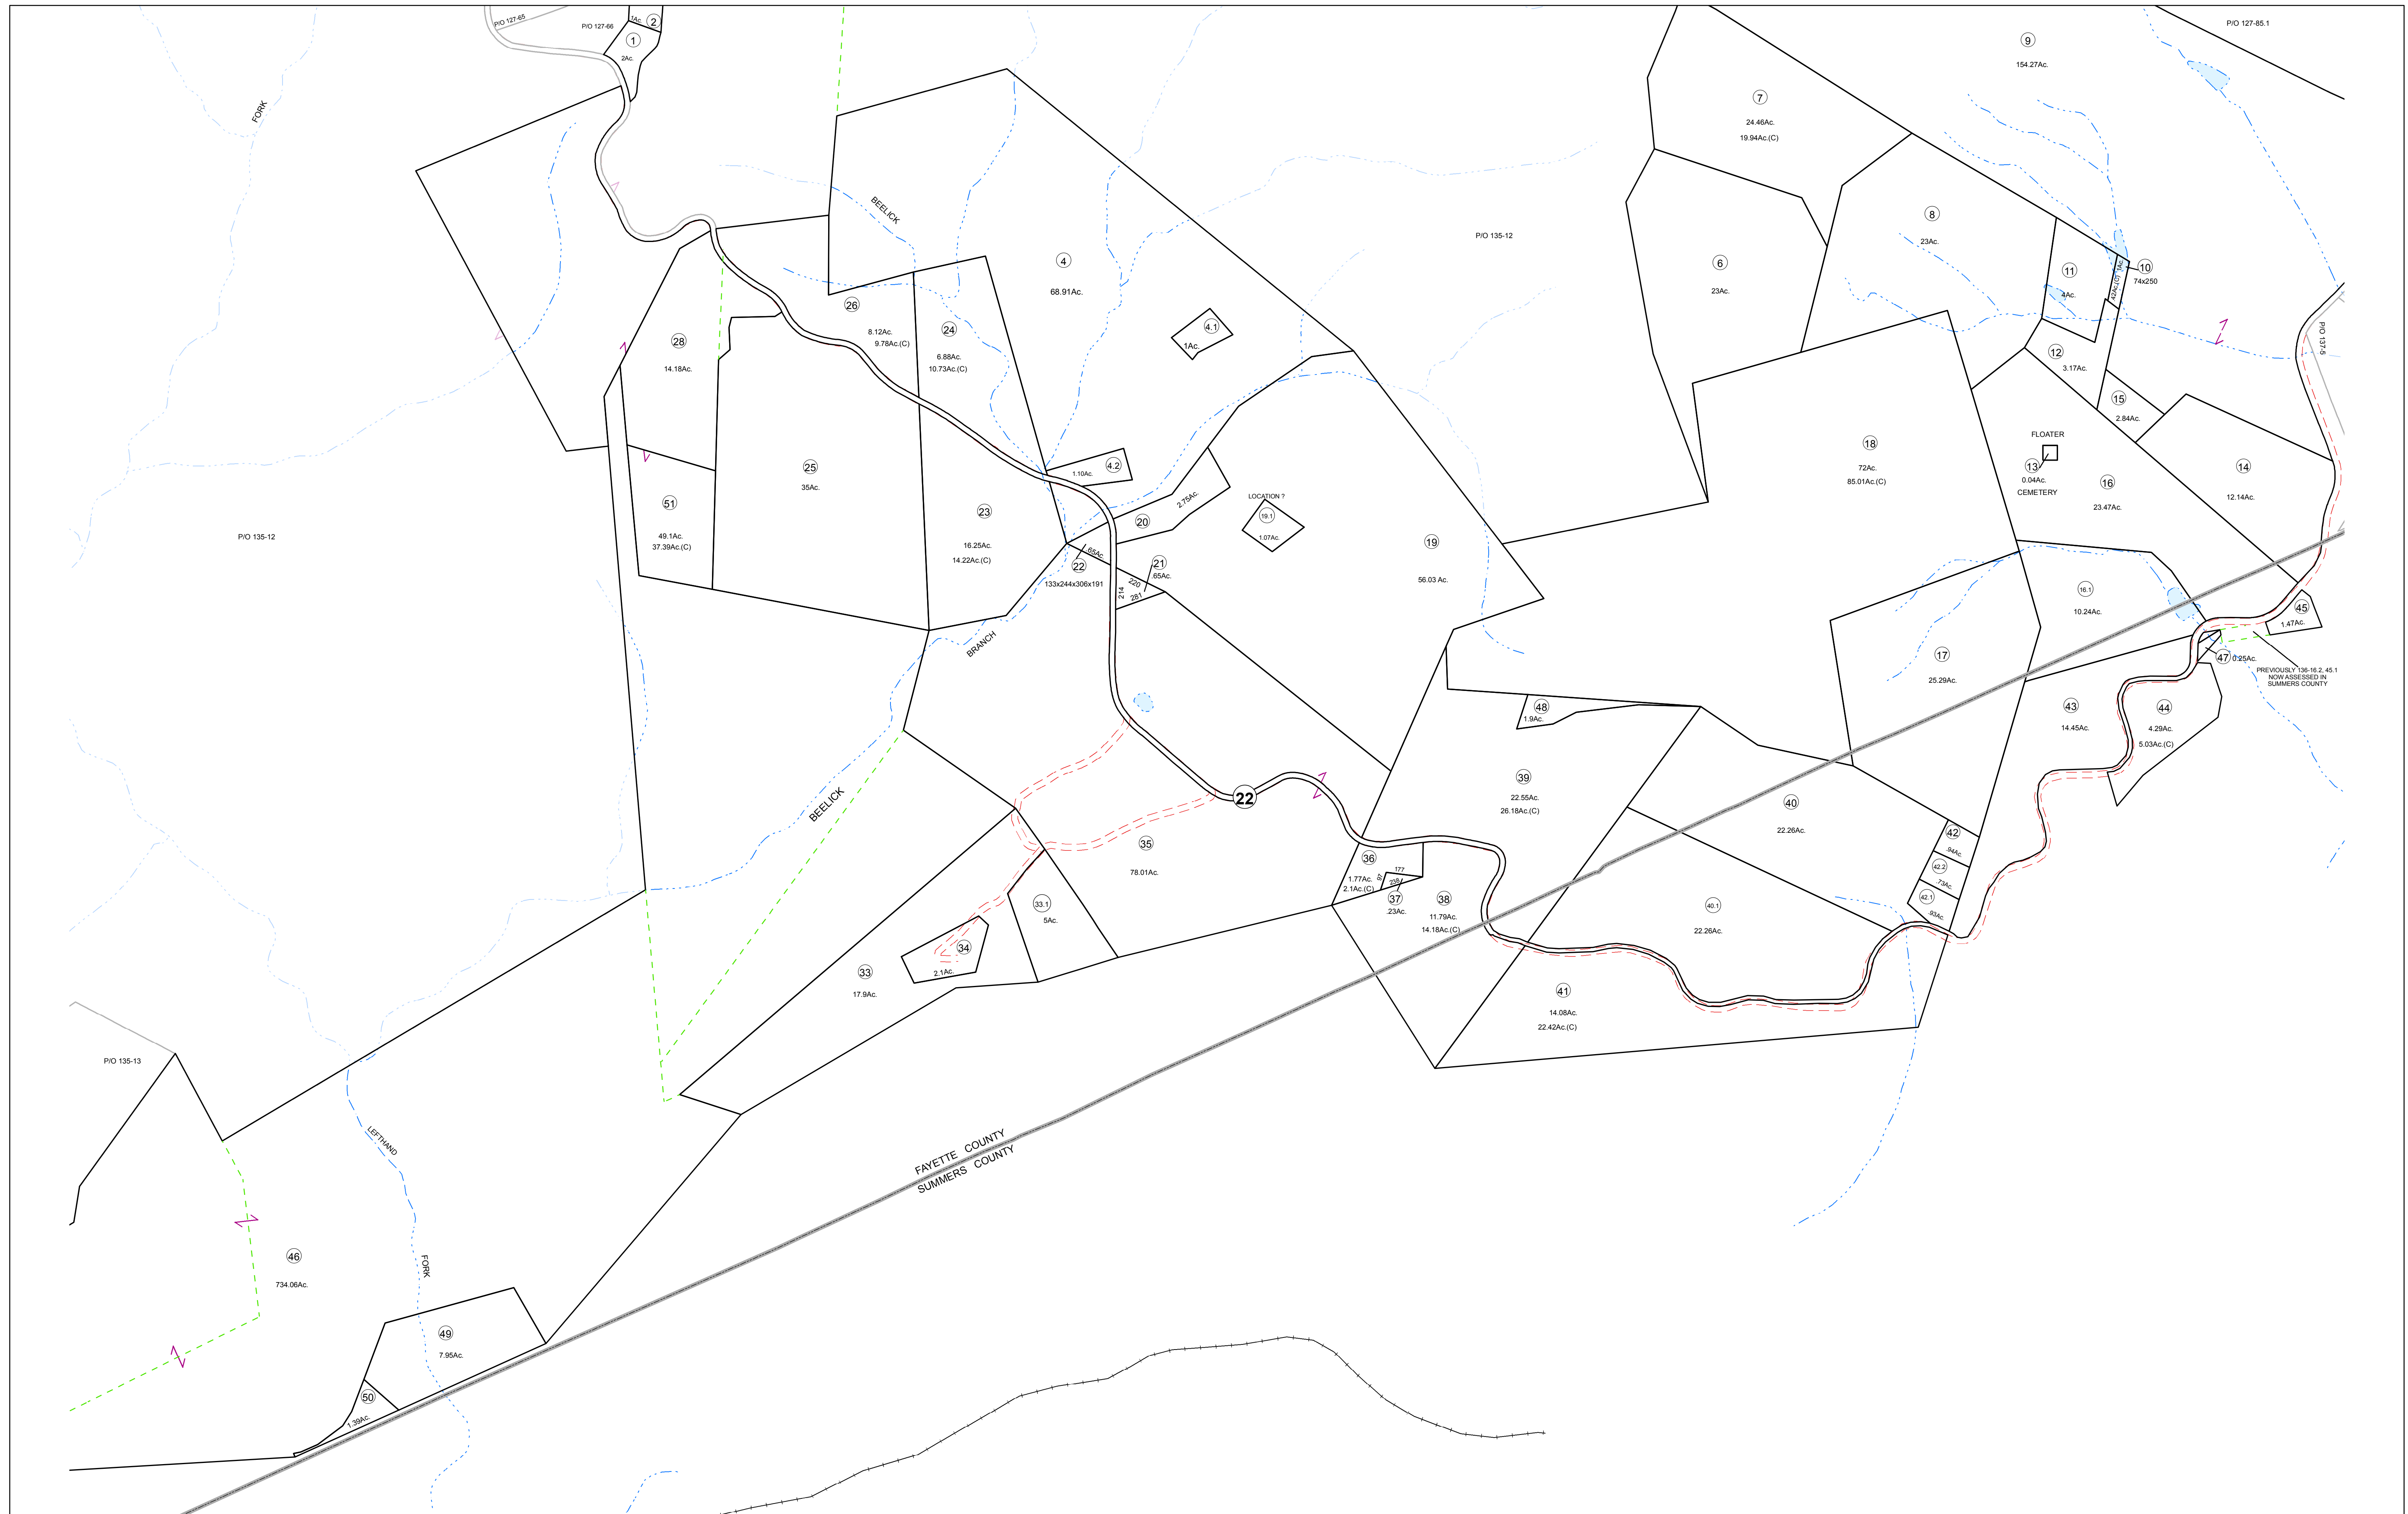 P/O 127-65
P/O 127-66
1Ac.
2
1
2Ac.
P/O 127-85.1
9
154.27Ac.
FORK
7
24.46Ac.
19.94Ac.(C)
BEELICK
8
23Ac.
P/O 135-12
4
68.91Ac.
6
23Ac.
11
4Ac.
10
74x250
1Ac.
.42Ac.(C)
26
8.12Ac.
9.78Ac.(C)
24
6.88Ac.
10.73Ac.(C)
4.1
1Ac.
P/O 137-5
28
14.18Ac.
12
3.17Ac.
15
2.84Ac.
FLOATER
13
0.04Ac.
CEMETERY
18
72Ac.
85.01Ac.(C)
14
12.14Ac.
16
23.47Ac.
25
35Ac.
4.2
1.10Ac.
51
49.1Ac.
37.39Ac.(C)
23
16.25Ac.
14.22Ac.(C)
2.75Ac.
20
LOCATION ?
19.1
1.07Ac.
19
56.03 Ac.
P/O 135-12
.65Ac.
22
133x244x306x191
21
.65Ac.
220
214
281
16.1
10.24Ac.
45
1.47Ac.
BRANCH
17
25.29Ac.
47
0.25Ac.
PREVIOUSLY 136-16.2, 45.1
NOW ASSESSED IN
SUMMERS COUNTY
48
1.9Ac.
43
14.45Ac.
44
4.29Ac.
5.03Ac.(C)
39
22.55Ac.
26.18Ac.(C)
22
BEELICK
40
22.26Ac.
42
.94Ac.
42.2
.73Ac.
42.1
.93Ac.
35
78.01Ac.
36
1.77Ac.
2.1Ac.(C)
177
97
238
37
.23Ac.
38
11.79Ac.
14.18Ac.(C)
40.1
22.26Ac.
33.1
5Ac.
34
2.1Ac.
33
17.9Ac.
41
14.08Ac.
22.42Ac.(C)
P/O 135-13
LEFTHAND
FAYETTE COUNTY
SUMMERS COUNTY
FORK
46
734.06Ac.
49
7.95Ac.
50
1.39Ac.